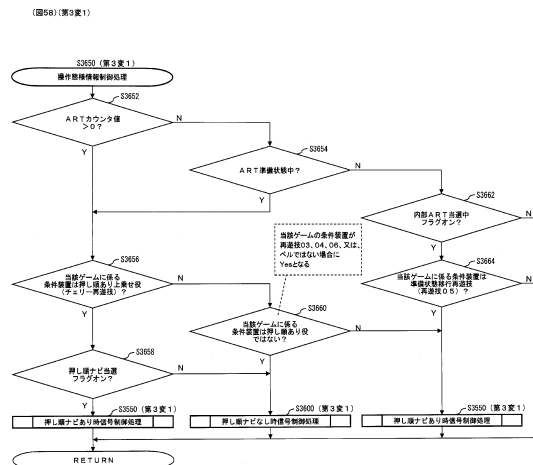 (図58)(第3変1)
S3650 (第3変1)
操作態様情報制御処理
S3652
ARTカウンタ値
>0?
N
Y
S3654
ART準備状態中?
N
Y
S3662
内部ART当選中
フラグオン?
N
Y
当該ゲームの条件装置が
再遊技03、04、06、又は、
ベルではない場合に
Yesとなる
S3656
当該ゲームに係る
条件装置は押し順あり上乗せ役
(チェリー再遊技)?
N
Y
S3664
当該ゲームに係る条件装置は
準備状態移行再遊技
(再遊技05)?
N
Y
S3660
当該ゲームに係る
条件装置は押し順あり役
ではない?
N
Y
S3658
押し順ナビ当選
フラグオン?
N
Y
S3550 (第3変1)
押し順ナビあり時信号制御処理
S3600 (第3変1)
押し順ナビなし時信号制御処理
S3550 (第3変1)
押し順ナビあり時信号制御処理
RETURN